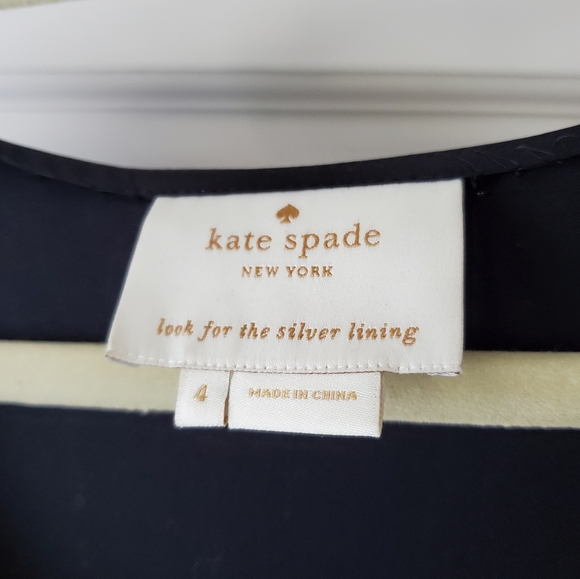 kate spade
NEW YORK
look for the silver lining
4
MADE IN CHINA